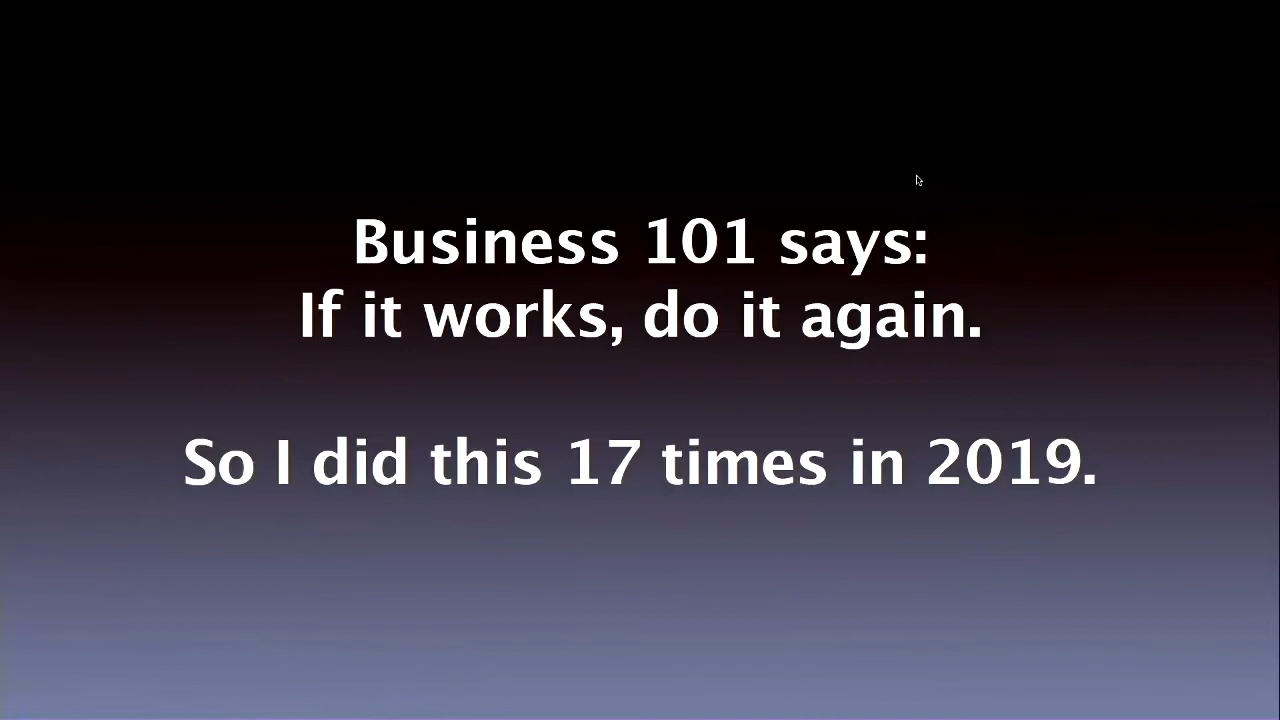 Business 101 says:
If it works, do it again.
So I did this 17 times in 2019.